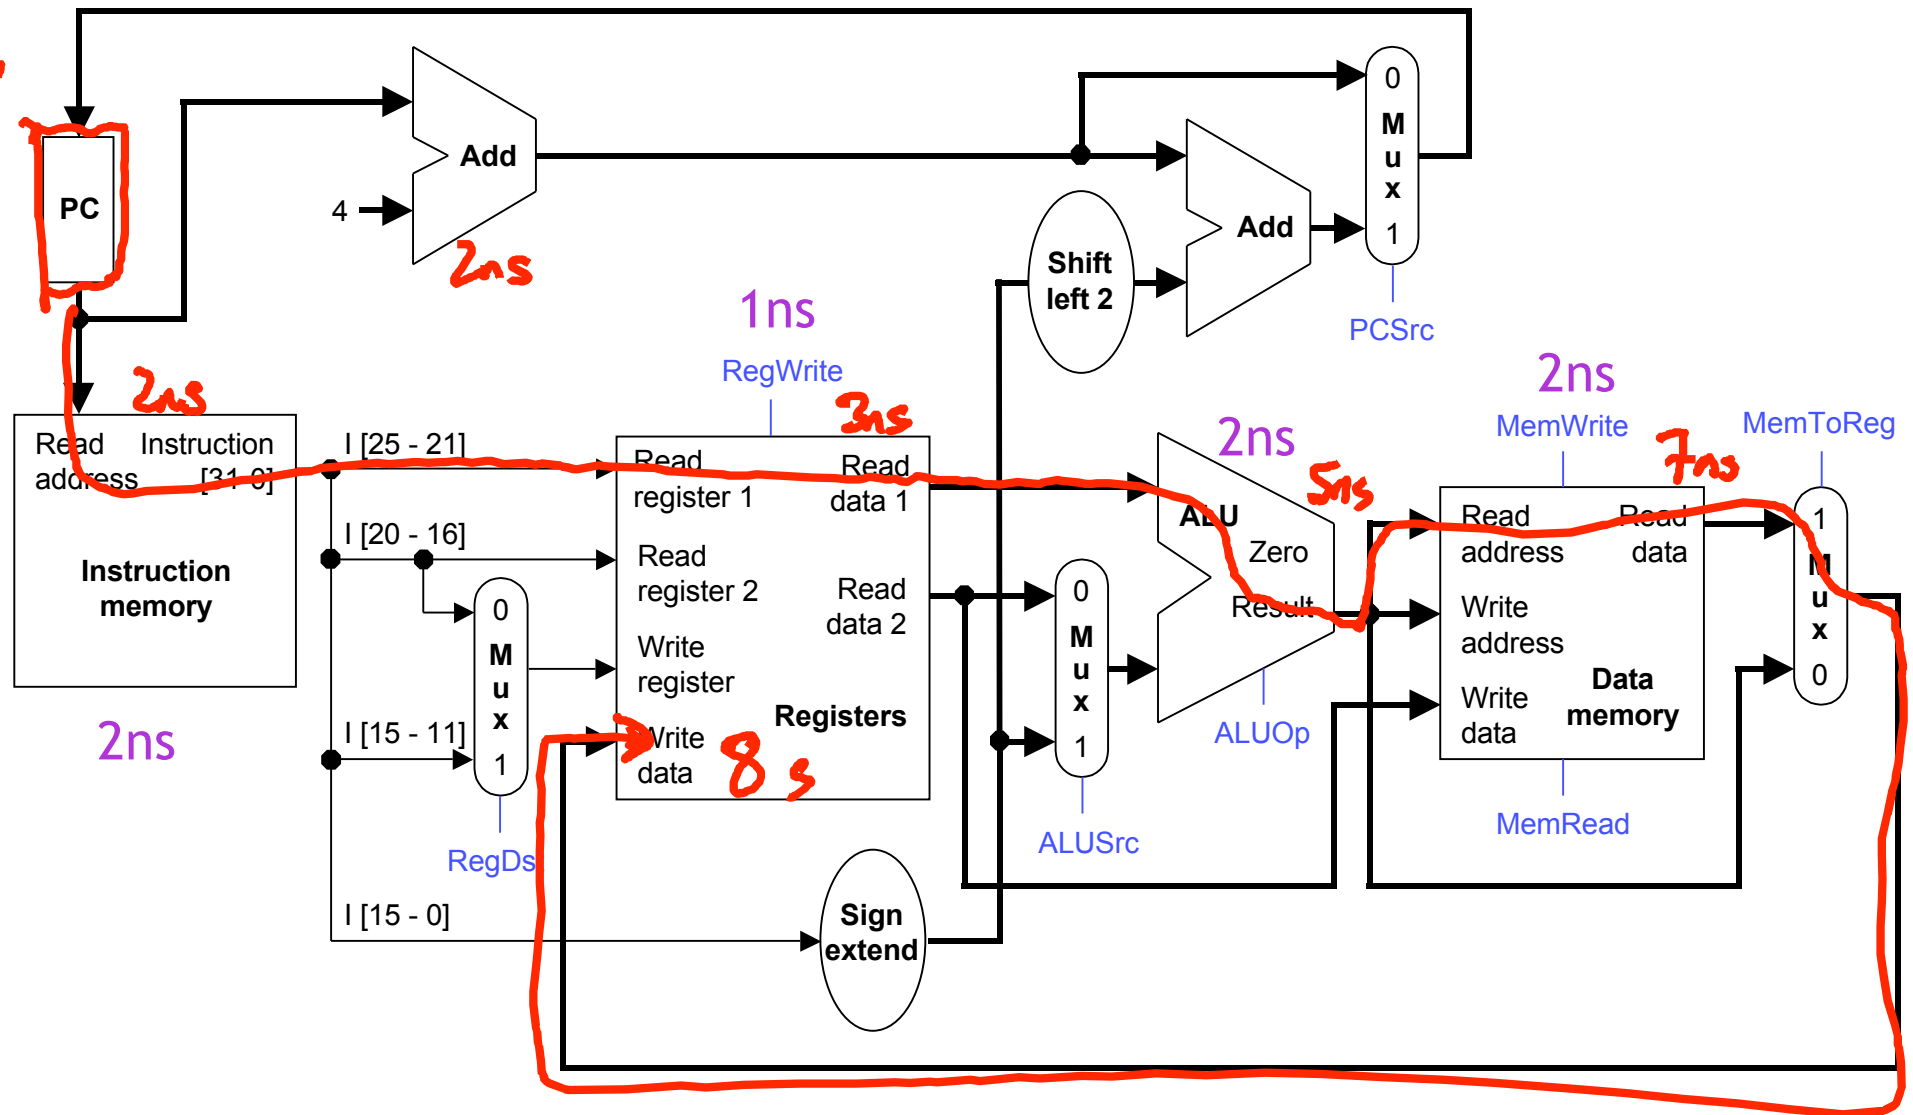 PC
Add
4
2ns
Add
0
M
u
x
1
PCSrc
Shift
left 2
1ns
RegWrite
2ns
3ns
2ns
5ns
2ns
MemWrite
7ns
MemToReg
Read
address
Instruction
[31-0]
Instruction
memory
2ns
I [25 - 21]
I [20 - 16]
I [15 - 11]
I [15 - 0]
0
M
u
x
1
RegDs
Read
register 1
Read
data 1
Read
register 2
Read
data 2
Write
register
Registers
Write
data
8 s
Sign
extend
0
M
u
x
1
ALUSrc
ALU
Zero
Result
ALUOp
Read
address
Read
data
Write
address
Write
data
Data
memory
MemRead
1
M
u
x
0